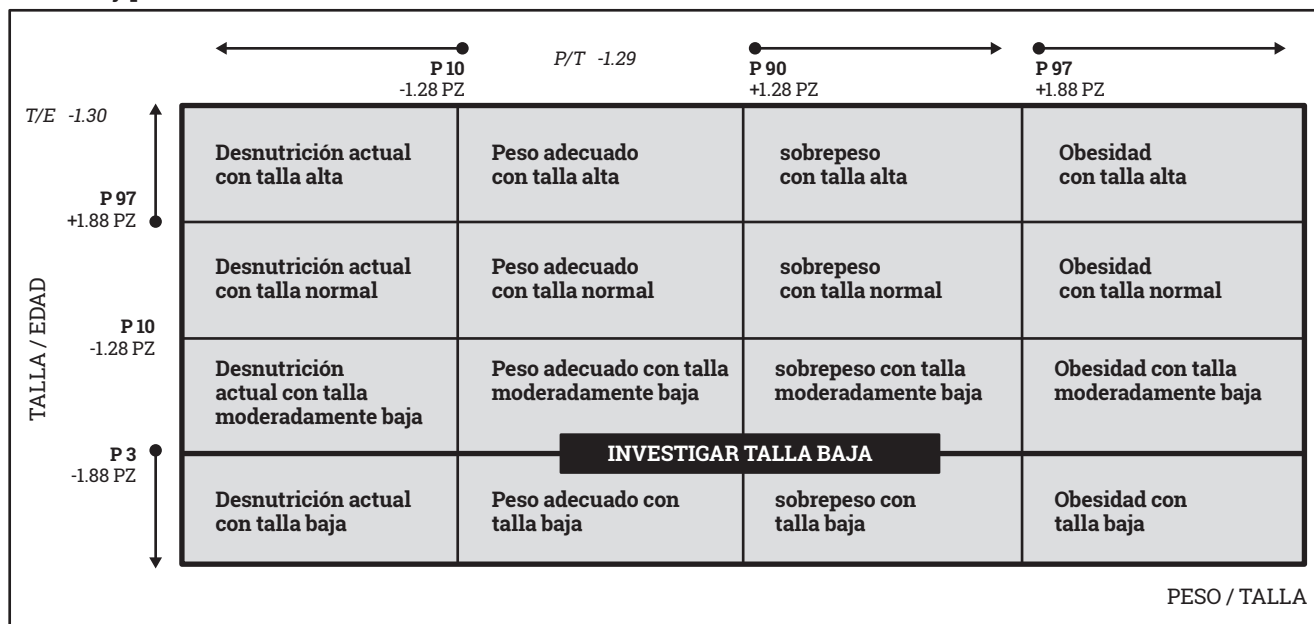 P/T -1.29
P 10
-1.28 PZ
P 90
+1.28 PZ
P 97
+1.88 PZ
T/E -1.30
P 97
+1.88 PZ
P 10
-1.28 PZ
P 3
-1.88 PZ
TALLA / EDAD
Desnutrición actual
con talla alta
Peso adecuado
con talla alta
sobrepeso
con talla alta
Obesidad
con talla alta
Desnutrición actual
con talla normal
Peso adecuado
con talla normal
sobrepeso
con talla normal
Obesidad
con talla normal
Desnutrición
actual con talla
moderadamente baja
Peso adecuado con talla
moderadamente baja
sobrepeso con talla
moderadamente baja
Obesidad con talla
moderadamente baja
INVESTIGAR TALLA BAJA
Desnutrición actual
con talla baja
Peso adecuado con
talla baja
sobrepeso con
talla baja
Obesidad con
talla baja
PESO / TALLA